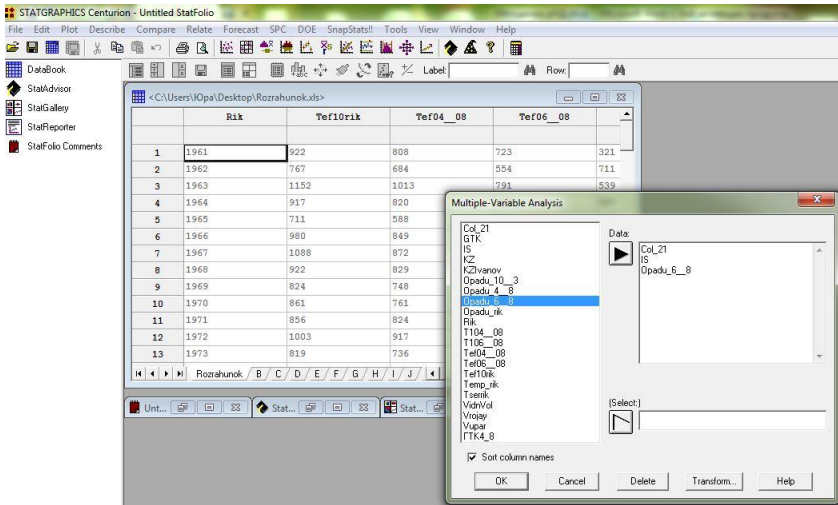 STATGRAPHICS Centurion - Untitled StatFolio
File Edit Plot Describe Compare Relate Forecast SPC DOE SnapStats!! Tools View Window Help
Label: Row:
DataBook
StatAdvisor
StatGallery
StatReporter
StatFolio Comments
<C:\Users\Юра\Desktop\Rozrahunok.xls>
Rik Tef10rik Tef04__08 Tef06__08
1 1961 922 808 723 321
2 1962 767 684 554 711
3 1963 1152 1013 791 539
4 1964 917 820
5 1965 711 588
6 1966 980 849
7 1967 1088 872
8 1968 922 829
9 1969 824 748
10 1970 861 761
11 1971 856 824
12 1972 1003 917
13 1973 819 736
Rozrahunok B C D E F G H I J
Unt... Stat... Stat...
Multiple-Variable Analysis
Col_21
GTK
IS
KZ
KZIvanov
Opadu_10__3
Opadu_4__8
Opadu_6__8
Opadu_rik
Rik
T104__08
T106__08
Tef04__08
Tef06__08
Tef10rik
Temp_rik
Tsernik
VidnVol
Vrojay
Vupar
ГТК4_8
Data:
Col_21
IS
Opadu_6__8
(Select:)
Sort column names
OK Cancel Delete Transform... Help